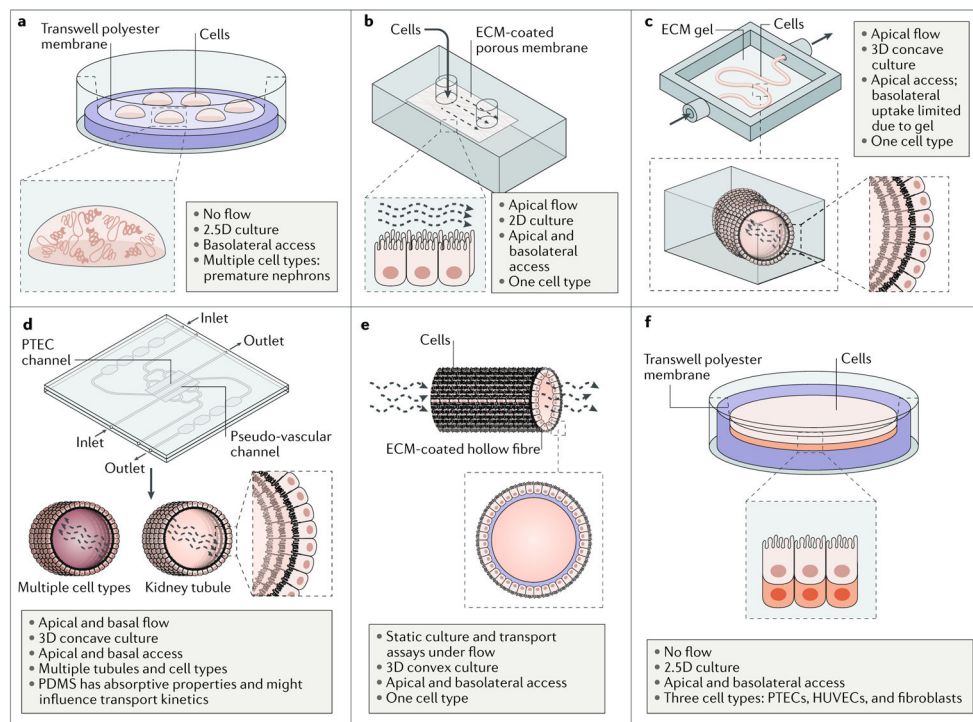 a
Transwell polyester
membrane
Cells
• No flow
• 2.5D culture
• Basolateral access
• Multiple cell types:
premature nephrons
b
Cells
ECM-coated
porous membrane
• Apical flow
• 2D culture
• Apical and
basolateral
access
• One cell type
c
ECM gel
Cells
• Apical flow
• 3D concave
culture
• Apical access;
basolateral
uptake limited
due to gel
• One cell type
d
Inlet
PTEC
channel
Outlet
Inlet
Pseudo-vascular
channel
Outlet
Multiple cell types
Kidney tubule
• Apical and basal flow
• 3D concave culture
• Apical and basal access
• Multiple tubules and cell types
• PDMS has absorptive properties and might
influence transport kinetics
e
Cells
ECM-coated hollow fibre
• Static culture and transport
assays under flow
• 3D convex culture
• Apical and basolateral access
• One cell type
f
Transwell polyester
membrane
Cells
• No flow
• 2.5D culture
• Apical and basolateral access
• Three cell types: PTECs, HUVECs, and fibroblasts